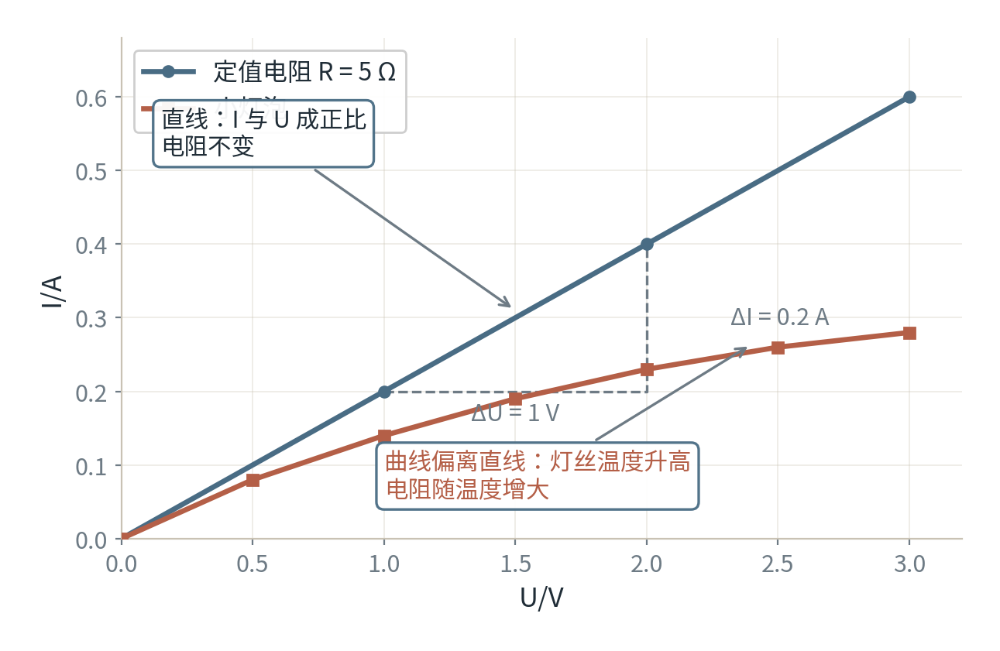 定值电阻 R = 5 Ω
直线：I 与 U 成正比
电阻不变
0.6
0.5
0.4
0.3
0.2
0.1
0.0
I/A
ΔI = 0.2 A
ΔU = 1 V
曲线偏离直线：灯丝温度升高
电阻随温度增大
0.0
0.5
1.0
1.5
2.0
2.5
3.0
U/V